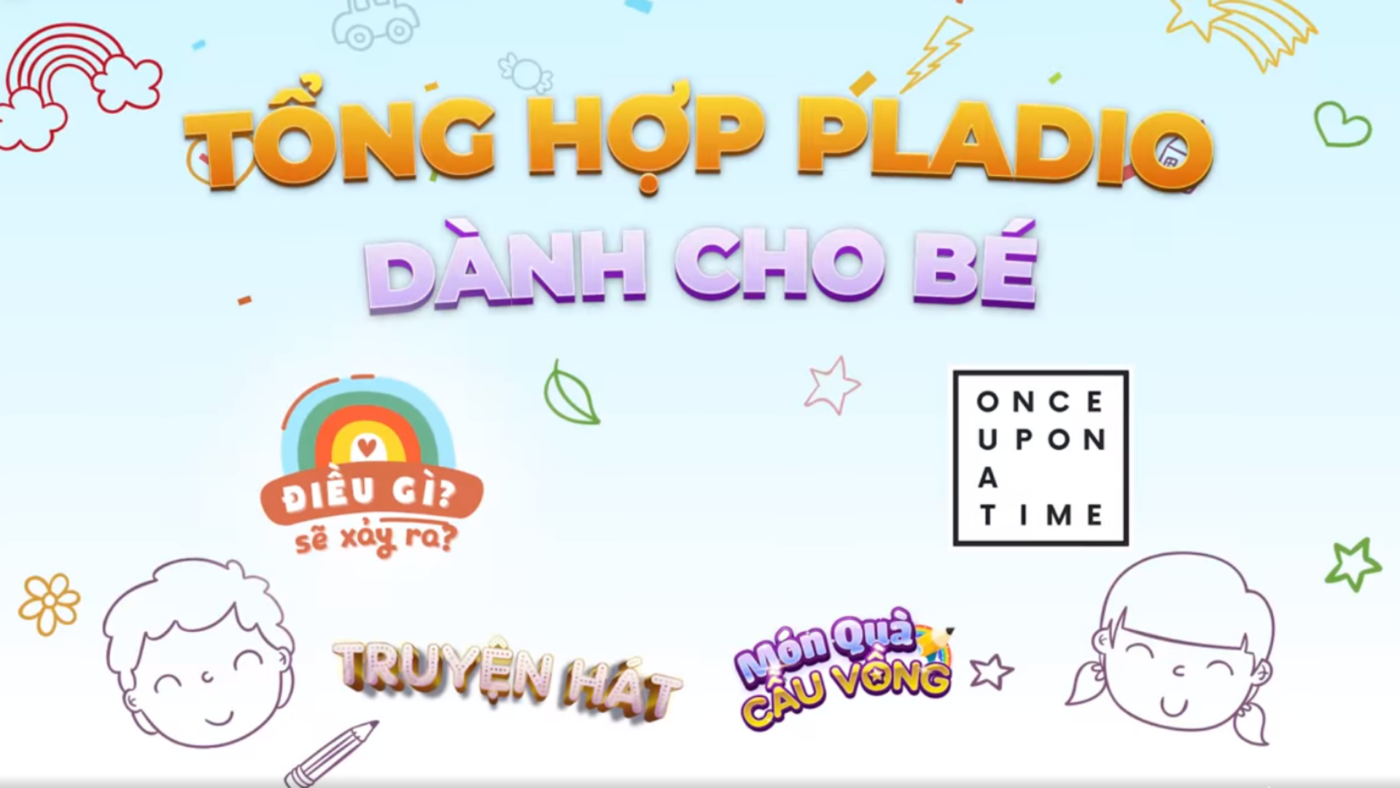 TỔNG HỢP PLADIO
DÀNH CHO BÉ
ĐIỀU GÌ?
sẽ xảy ra?
ONCE
UPON
A
TIME
TRUYỆN HÁT
Món Quà
CẦU VỒNG